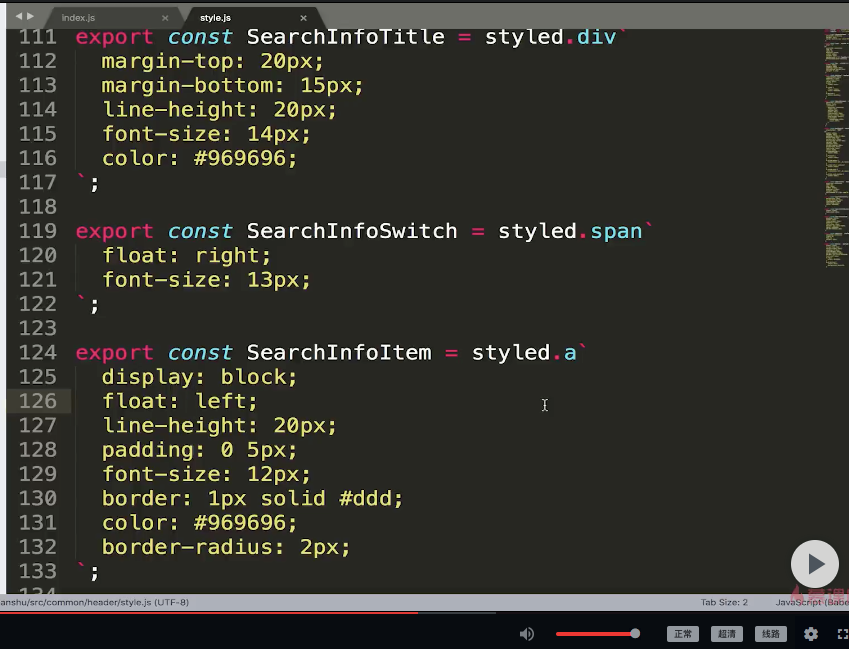 index.js × style.js ×
111 export const SearchInfoTitle = styled.div`
112 margin-top: 20px;
113 margin-bottom: 15px;
114 line-height: 20px;
115 font-size: 14px;
116 color: #969696;
117 `;
118
119 export const SearchInfoSwitch = styled.span`
120 float: right;
121 font-size: 13px;
122 `;
123
124 export const SearchInfoItem = styled.a`
125 display: block;
126 float: left;
127 line-height: 20px;
128 padding: 0 5px;
129 font-size: 12px;
130 border: 1px solid #ddd;
131 color: #969696;
132 border-radius: 2px;
133 `;
anshu/src/common/header/style.js (UTF-8) Tab Size: 2 JavaScript (Babe
正常 超清 线路